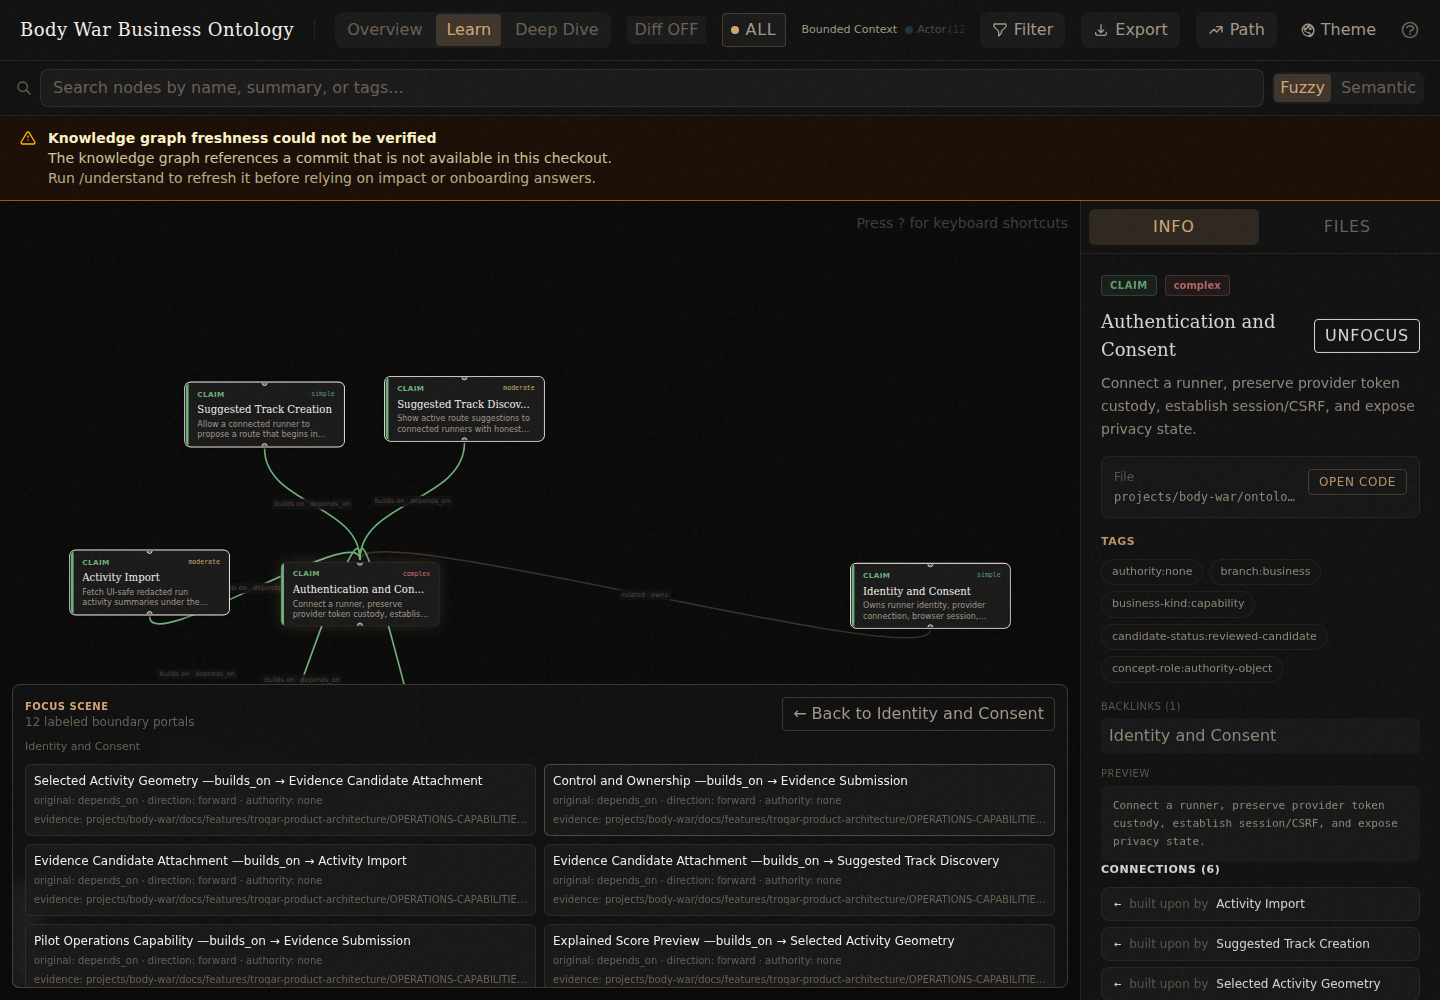 Body War Business Ontology
Overview
Learn
Deep Dive
Diff OFF
ALL
Bounded Context
Actor (12
Filter
Export
Path
Theme
Search nodes by name, summary, or tags...
Fuzzy
Semantic
Knowledge graph freshness could not be verified
The knowledge graph references a commit that is not available in this checkout.
Run /understand to refresh it before relying on impact or onboarding answers.
Press ? for keyboard shortcuts
CLAIM
simple
Suggested Track Creation
Allow a connected runner to
propose a route that begins in...
CLAIM
moderate
Suggested Track Discov...
Show active route suggestions to
connected runners with honest...
builds on · depends_on
builds on · depends_on
CLAIM
moderate
Activity Import
Fetch UI-safe redacted run
activity summaries under the...
CLAIM
complex
Authentication and Con...
Connect a runner, preserve
provider token custody, establis...
related · owns
CLAIM
simple
Identity and Consent
Owns runner identity, provider
connection, browser session,...
builds on · depends_on
builds on · depends_on
FOCUS SCENE
12 labeled boundary portals
← Back to Identity and Consent
Identity and Consent
Selected Activity Geometry —builds_on → Evidence Candidate Attachment
original: depends_on · direction: forward · authority: none
evidence: projects/body-war/docs/features/troqar-product-architecture/OPERATIONS-CAPABILITIE...
Control and Ownership —builds_on → Evidence Submission
original: depends_on · direction: forward · authority: none
evidence: projects/body-war/docs/features/troqar-product-architecture/OPERATIONS-CAPABILITIE...
Evidence Candidate Attachment —builds_on → Activity Import
original: depends_on · direction: forward · authority: none
evidence: projects/body-war/docs/features/troqar-product-architecture/OPERATIONS-CAPABILITIE...
Evidence Candidate Attachment —builds_on → Suggested Track Discovery
original: depends_on · direction: forward · authority: none
evidence: projects/body-war/docs/features/troqar-product-architecture/OPERATIONS-CAPABILITIE...
Pilot Operations Capability —builds_on → Evidence Submission
original: depends_on · direction: forward · authority: none
evidence: projects/body-war/docs/features/troqar-product-architecture/OPERATIONS-CAPABILITIE...
Explained Score Preview —builds_on → Selected Activity Geometry
original: depends_on · direction: forward · authority: none
evidence: projects/body-war/docs/features/troqar-product-architecture/OPERATIONS-CAPABILITIE...
INFO
FILES
CLAIM
complex
Authentication and
Consent
UNFOCUS
Connect a runner, preserve provider token
custody, establish session/CSRF, and expose
privacy state.
File
projects/body-war/ontolo…
OPEN CODE
TAGS
authority:none
branch:business
business-kind:capability
candidate-status:reviewed-candidate
concept-role:authority-object
BACKLINKS (1)
Identity and Consent
PREVIEW
Connect a runner, preserve provider token
custody, establish session/CSRF, and expose
privacy state.
CONNECTIONS (6)
← built upon by Activity Import
← built upon by Suggested Track Creation
← built upon by Selected Activity Geometry